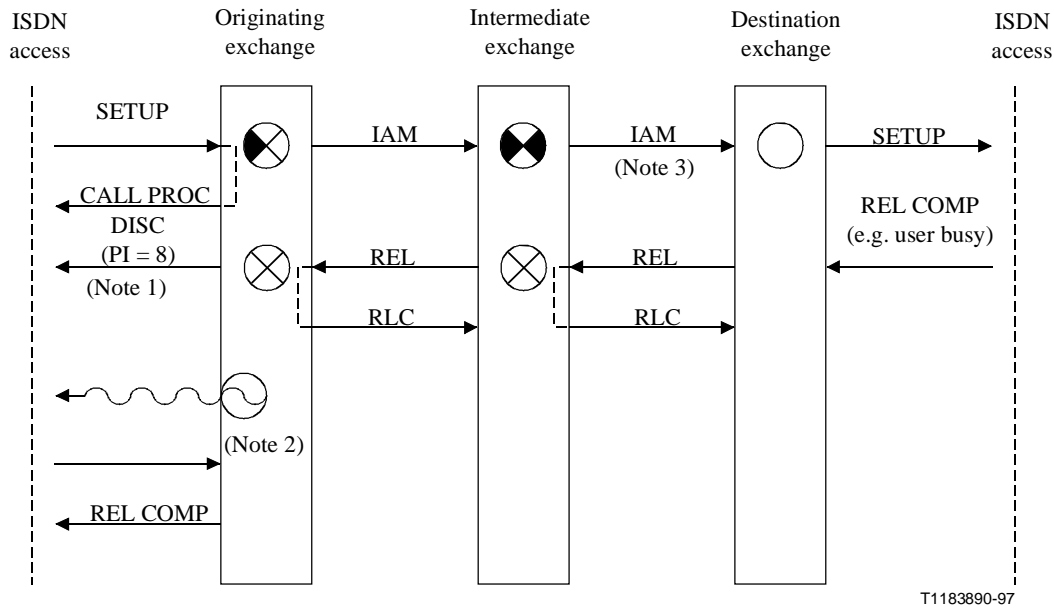 ISDN
access
Originating
exchange
Intermediate
exchange
Destination
exchange
ISDN
access
SETUP
IAM
IAM
(Note 3)
SETUP
CALL PROC
DISC
(PI = 8)
(Note 1)
REL
REL
REL COMP
(e.g. user busy)
RLC
RLC
(Note 2)
REL COMP
T1183890-97